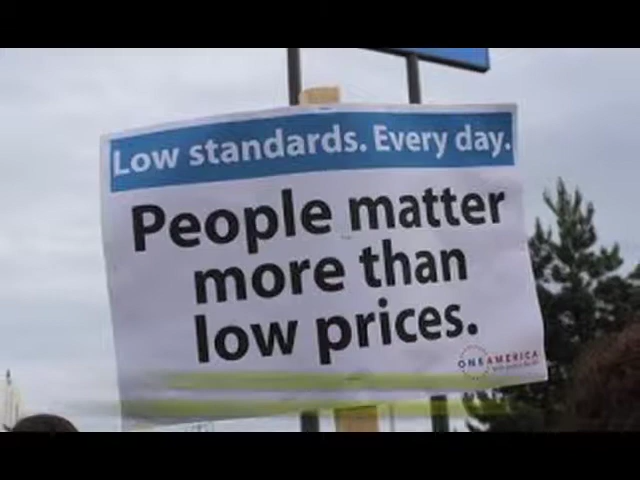 Low standards. Every day.
People matter
more than
low prices.
ONEAMERICA